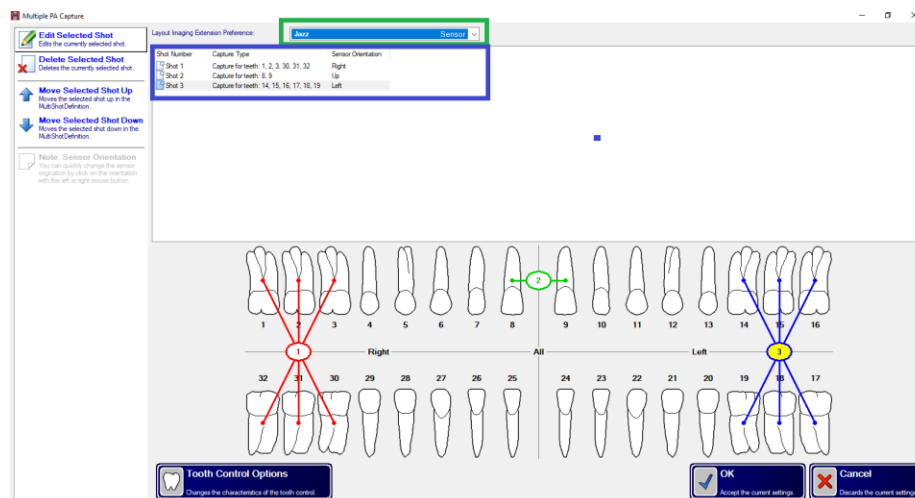 Multiple PA Capture
Edit Selected Shot
Edits the currently selected shot.
Delete Selected Shot
Deletes the currently selected shot.
Move Selected Shot Up
Moves the selected shot up in the
MultiShotDefinition.
Move Selected Shot Down
Moves the selected shot down in the
MultiShotDefinition.
Note: Sensor Orientation
You can quickly change the sensor
origination by click on the orientation
with the left or right mouse button.
Layout Imaging Extension Preference: Jazz Sensor
Shot Number Capture Type Sensor Orientation
Shot 1 Capture for teeth: 1, 2, 3, 30, 31, 32 Right
Shot 2 Capture for teeth: 8, 9 Up
Shot 3 Capture for teeth: 14, 15, 16, 17, 18, 19 Left
2
1 2 3 4 5 6 7 8 9 10 11 12 13 14 15 16
1 Right All Left 3
32 31 30 29 28 27 26 25 24 23 22 21 20 19 18 17
Tooth Control Options
Changes the characteristics of the tooth control.
OK
Accept the current settings.
Cancel
Discards the current settings